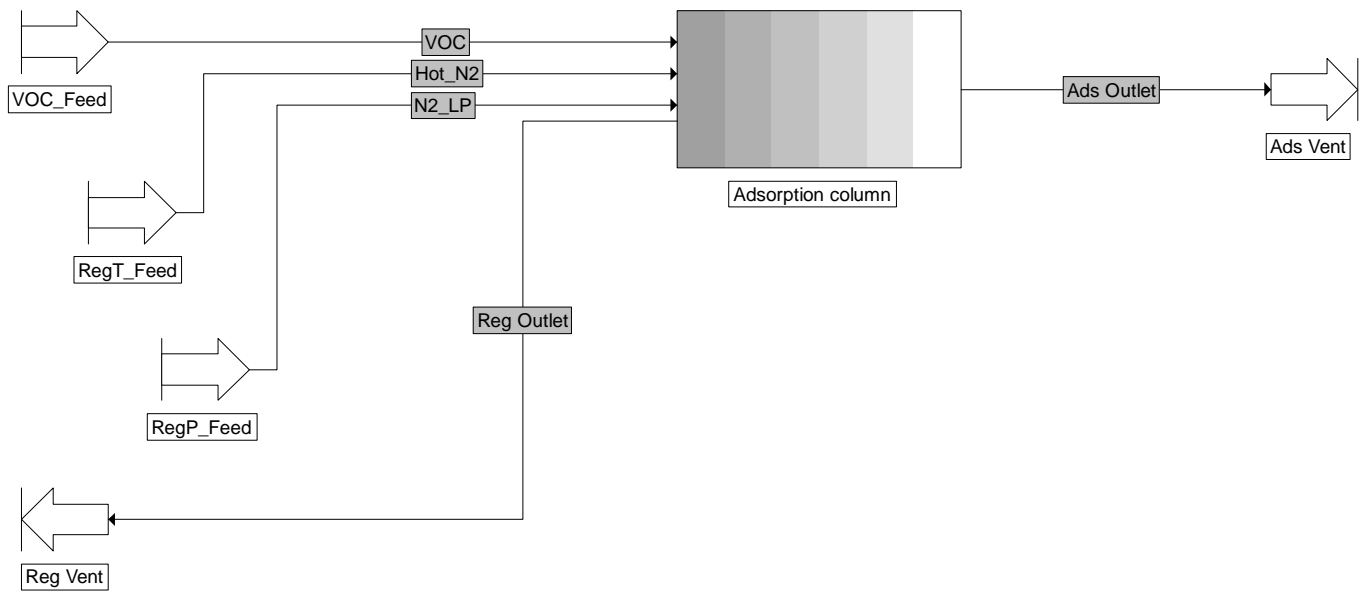 VOC
Hot_N2
N2_LP
VOC_Feed
Ads Outlet
Ads Vent
Adsorption column
RegT_Feed
Reg Outlet
RegP_Feed
Reg Vent